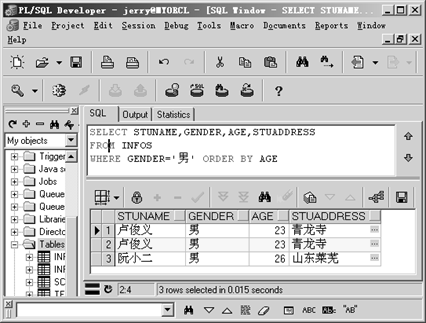 PL/SQL Developer - jerry@MYORCL - [SQL Window - SELECT STUNAME...
File Project Edit Session Debug Tools Macro Documents Reports Window
Help
SQL Output Statistics
My objects
Trigger
Java so
Jobs
Queue
Queue
Librarie
Director
Tables
INF
INF
SC
TE
SELECT STUNAME,GENDER,AGE,STUADDRESS
FROM INFOS
WHERE GENDER='男' ORDER BY AGE
STUNAME GENDER AGE STUADDRESS
1 卢俊义 男 23 青龙寺
2 卢俊义 男 23 青龙寺
3 阮小二 男 26 山东莱芜
2:4 3 rows selected in 0.015 seconds
ABC "AB"